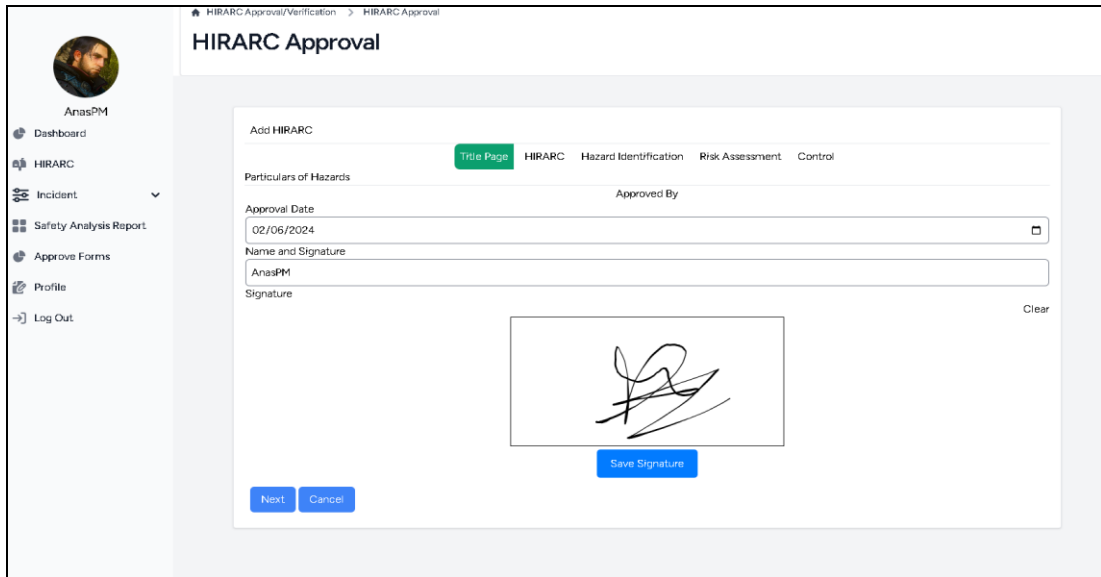 HIRARC Approval/Verification > HIRARC Approval
HIRARC Approval
AnasPM
Dashboard
HIRARC
Incident
Safety Analysis Report
Approve Forms
Profile
Log Out
Add HIRARC
Title Page HIRARC Hazard Identification Risk Assessment Control
Particulars of Hazards
Approved By
Approval Date
02/06/2024
Name and Signature
AnasPM
Signature
Clear
Save Signature
Next Cancel